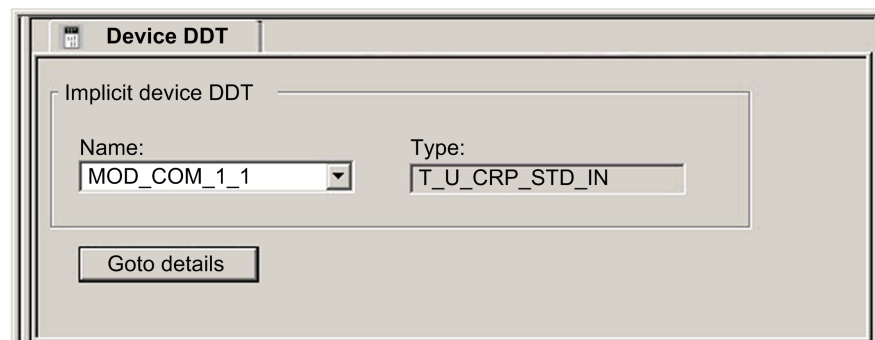 Device DDT
Implicit device DDT
Name: Type:
MOD_COM_1_1 T_U_CRP_STD_IN
Goto details